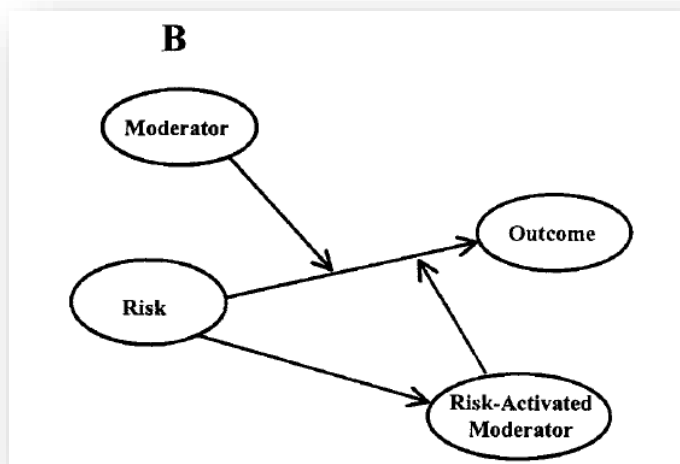 B
Moderator
Outcome
Risk
Risk-Activated
Moderator